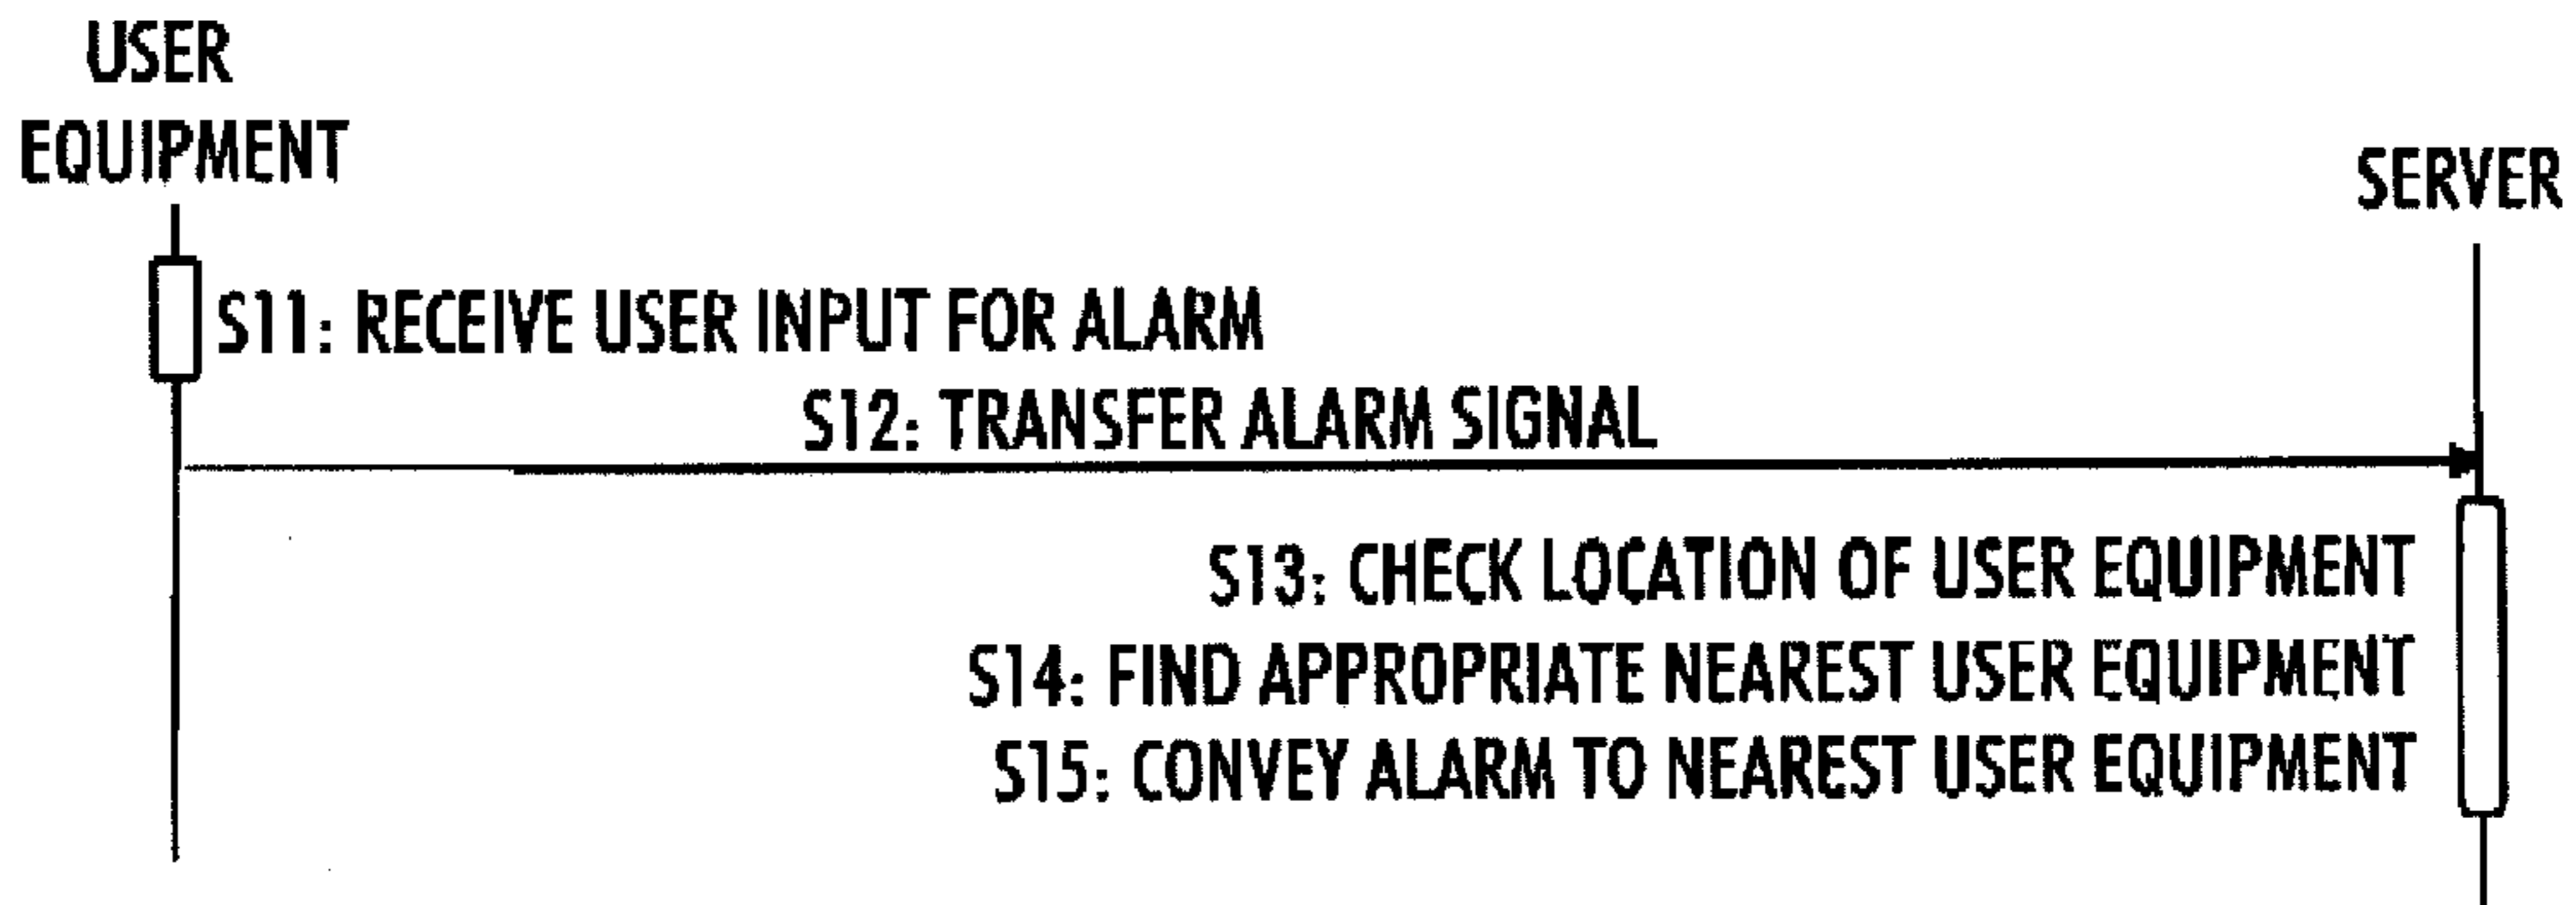 USER
EQUIPMENT
SERVER
S11: RECEIVE USER INPUT FOR ALARM
S12: TRANSFER ALARM SIGNAL
S13: CHECK LOCATION OF USER EQUIPMENT
S14: FIND APPROPRIATE NEAREST USER EQUIPMENT
S15: CONVEY ALARM TO NEAREST USER EQUIPMENT